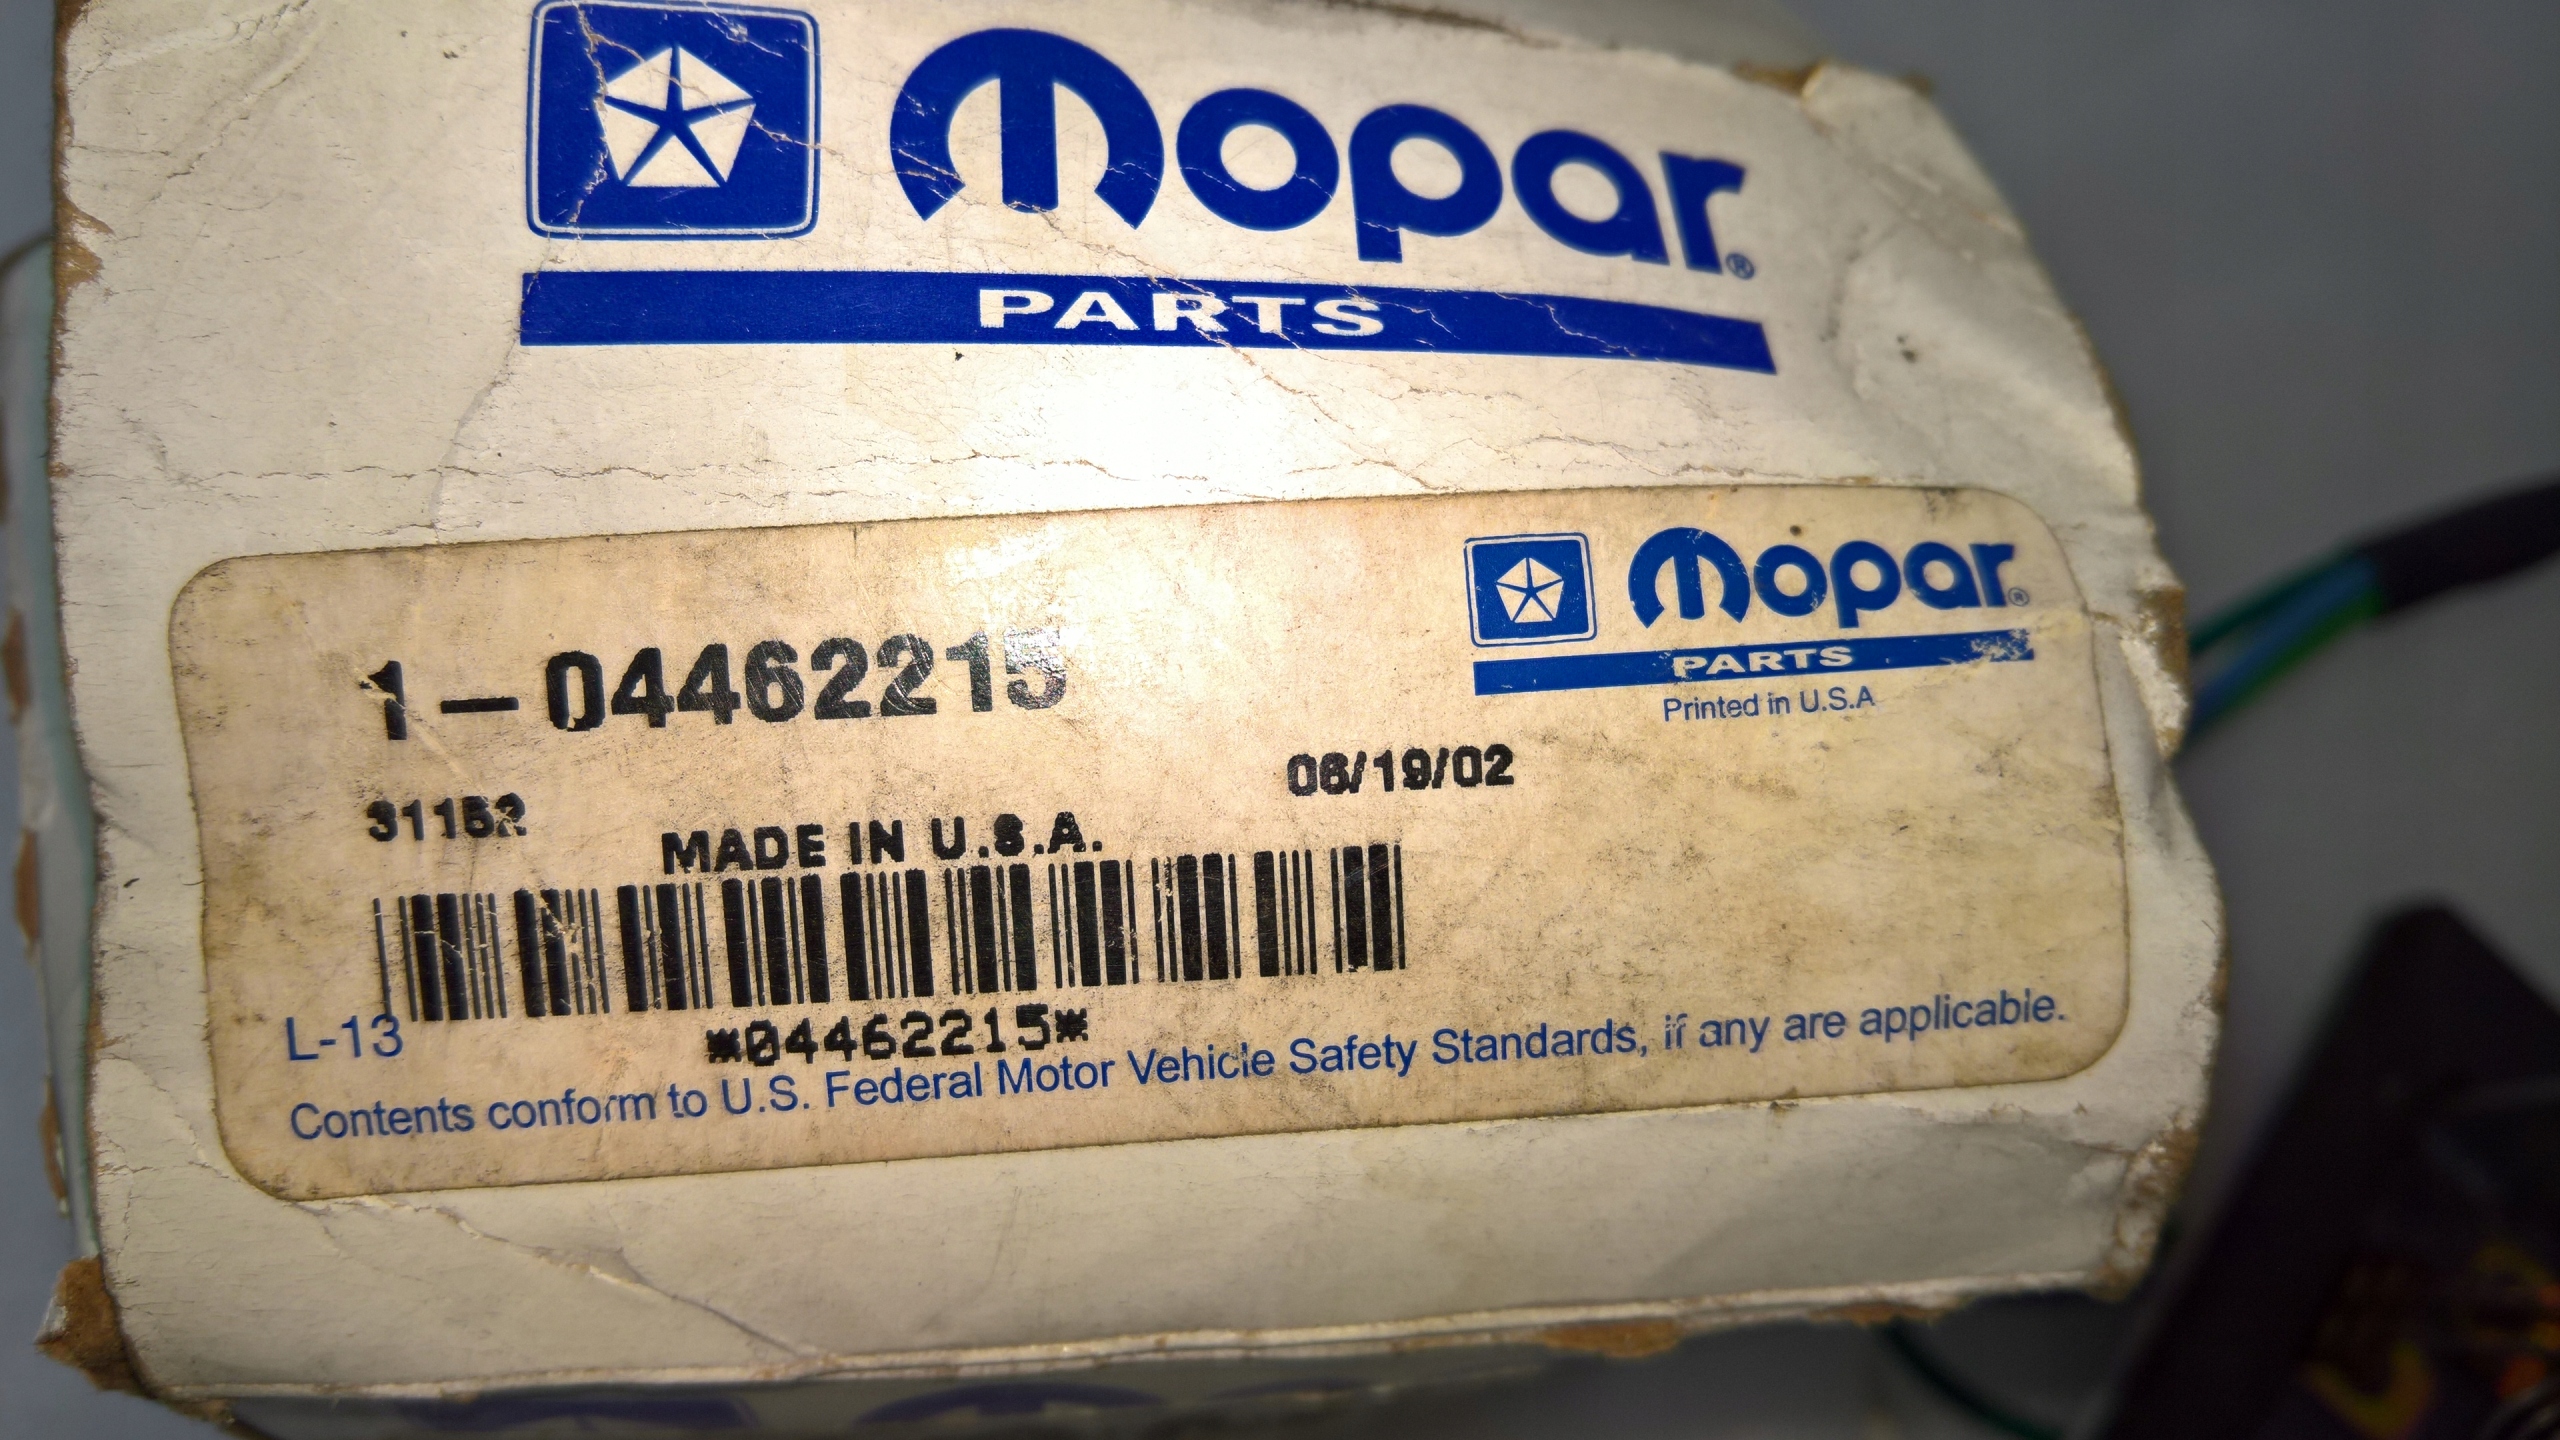 Mopar®
PARTS
Mopar®
PARTS
Printed in U.S.A
1-04462215
06/19/02
31152
MADE IN U.S.A.
L-13
*04462215*
Contents conform to U.S. Federal Motor Vehicle Safety Standards, if any are applicable.